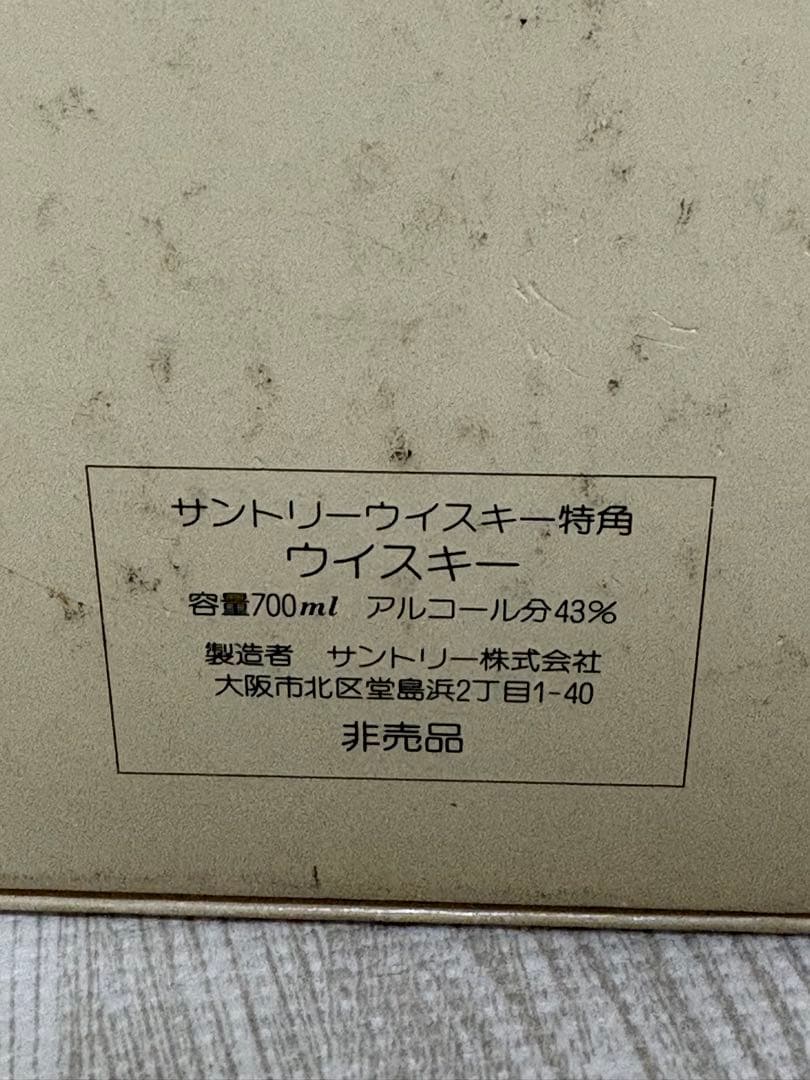 サントリーウイスキー特角
ウイスキー
容量700ml アルコール分43%
製造者 サントリー株式会社
大阪市北区堂島浜2丁目1-40
非売品